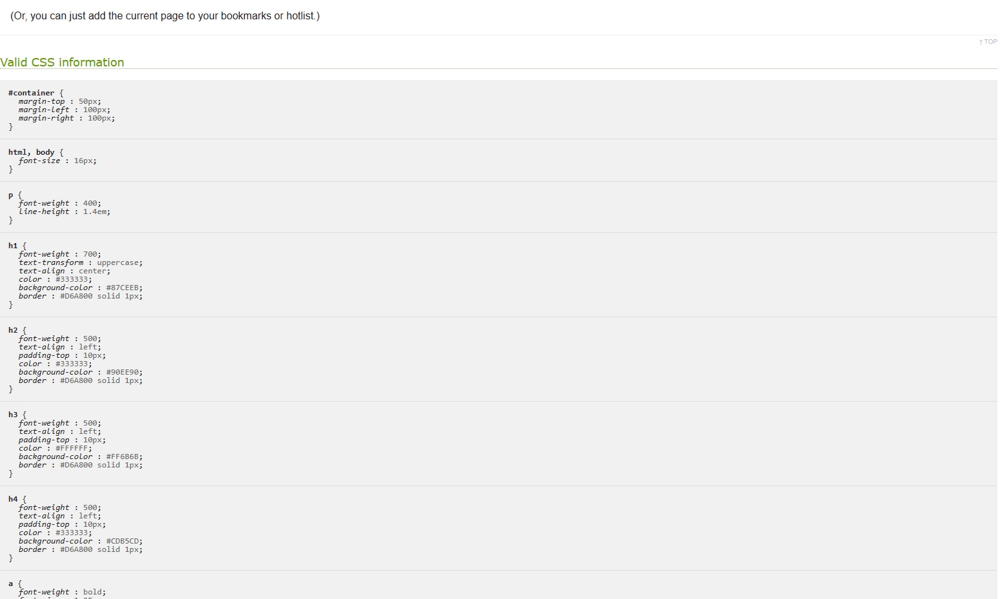 (Or, you can just add the current page to your bookmarks or hotlist.)
↑ TOP
Valid CSS information
#container {
margin-top : 50px;
margin-left : 100px;
margin-right : 100px;
}
html, body {
font-size : 16px;
}
p {
font-weight : 400;
line-height : 1.4em;
}
h1 {
font-weight : 700;
text-transform : uppercase;
text-align : center;
color : #333333;
background-color : #87CEEB;
border : #D6A800 solid 1px;
}
h2 {
font-weight : 500;
text-align : left;
padding-top : 10px;
color : #333333;
background-color : #90EE90;
border : #D6A800 solid 1px;
}
h3 {
font-weight : 500;
text-align : left;
padding-top : 10px;
color : #FFFFFF;
background-color : #FF6B6B;
border : #D6A800 solid 1px;
}
h4 {
font-weight : 500;
text-align : left;
padding-top : 10px;
color : #333333;
background-color : #CDB5CD;
border : #D6A800 solid 1px;
}
a {
font-weight : bold;